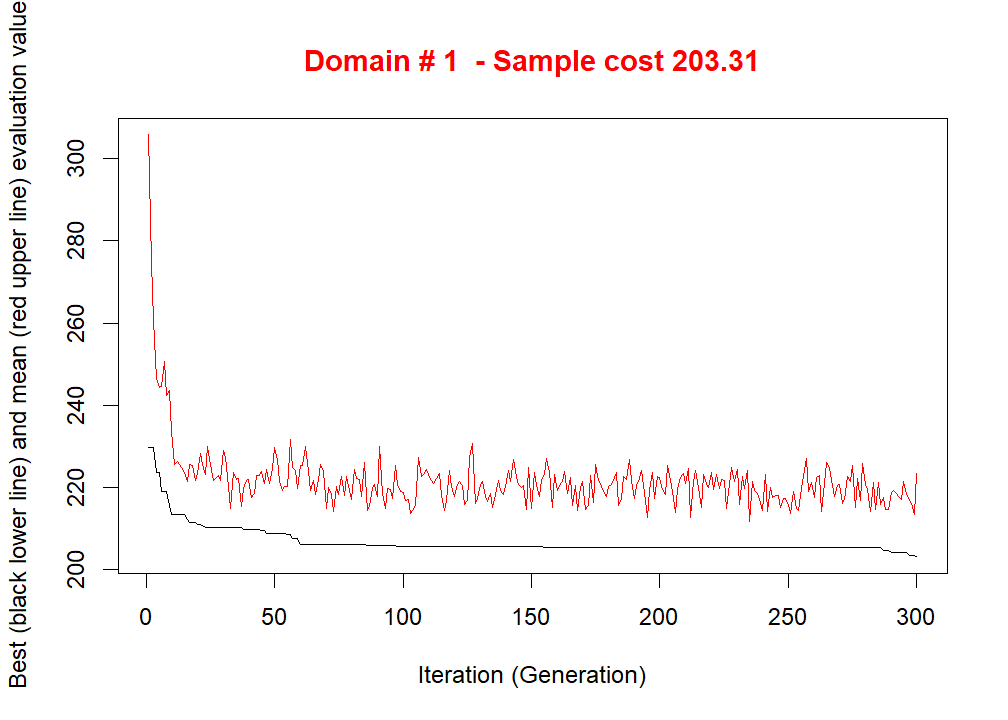 Domain # 1  - Sample cost 203.31
Best (black lower line) and mean (red upper line) evaluation value
300
280
260
240
220
200
0 50 100 150 200 250 300
Iteration (Generation)